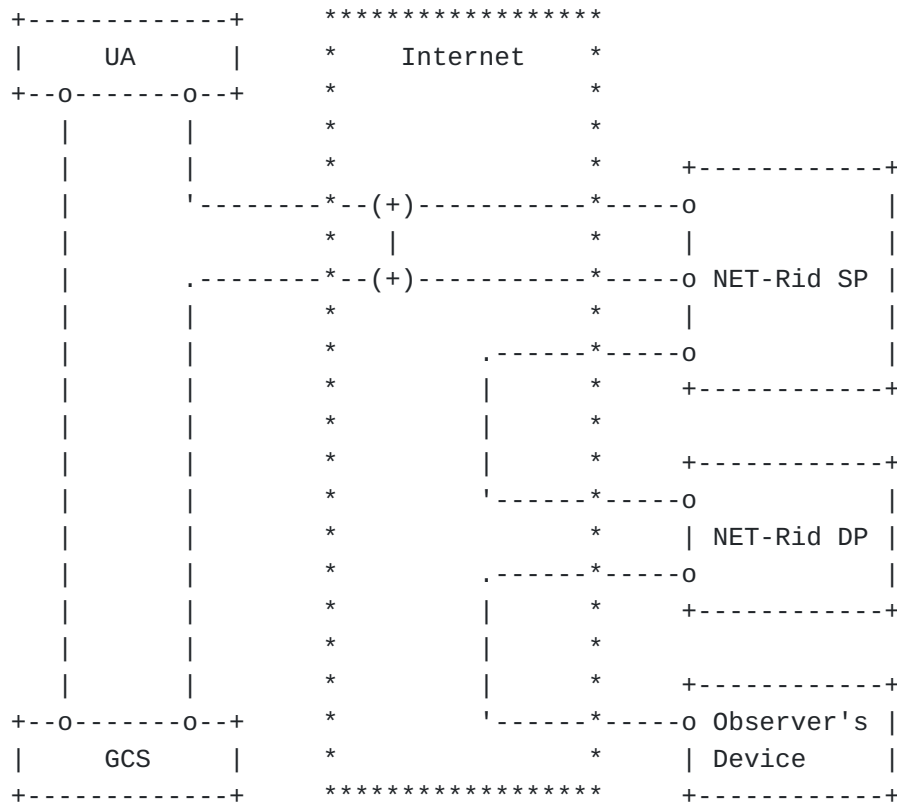 UA
Internet
NET-Rid SP
NET-Rid DP
Observer's
GCS
Device